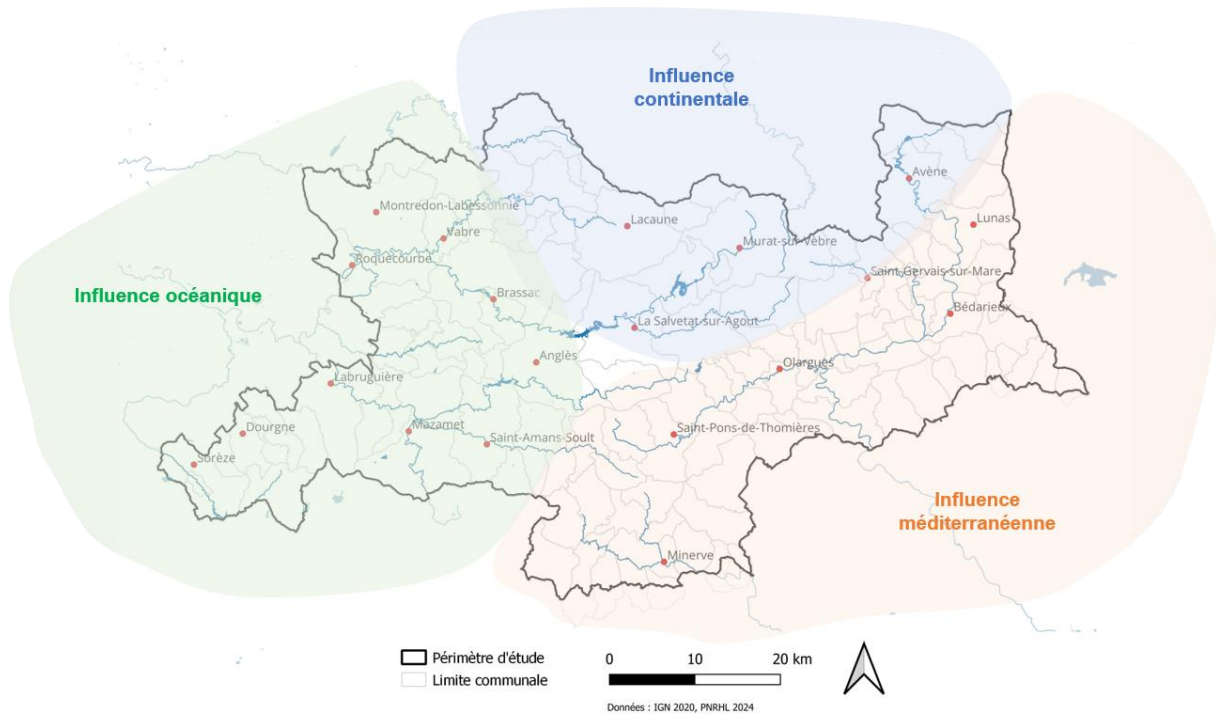 Influence
continentale
Avène
Montredon-Labessonnié
Lacaune
Lunas
Vabre
Murat-sur-Vèbre
Roquecourbe
Saint-Gervais-sur-Mare
Influence océanique
Brassac
Bédarieux
La Salvetat-sur-Agout
Anglès
Olargues
Labruguière
Dourgne
Mazamet
Saint-Amans-Soult
Saint-Pons-de-Thomières
Sorèze
Influence
méditerranéenne
Minerve
Périmètre d'étude
Limite communale
0 10 20 km
Données : IGN 2020, PNRHL 2024